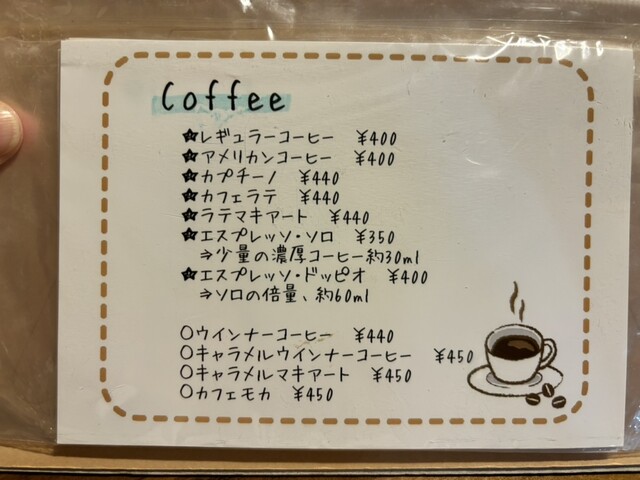 Coffee
★レギュラーコーヒー ¥400
★アメリカンコーヒー ¥400
★カプチーノ ¥440
★カフェラテ ¥440
★ラテマキアート ¥440
★エスプレッソ・ソロ ¥350
⇒少量の濃厚コーヒー約30ml
★エスプレッソ・ドッピオ ¥400
⇒ソロの倍量、約60ml
○ウインナーコーヒー ¥440
○キャラメルウインナーコーヒー ¥450
○キャラメルマキアート ¥450
○カフェモカ ¥450